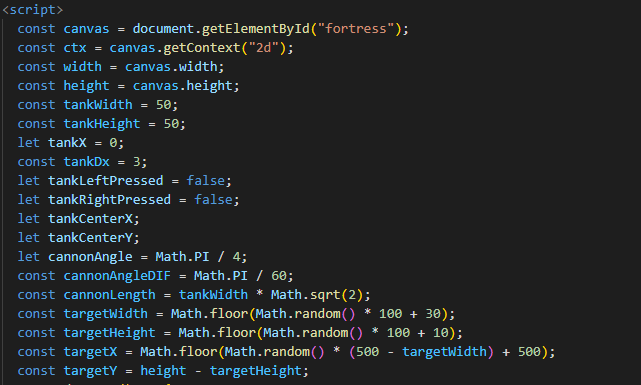 <script>
const canvas = document.getElementById("fortress");
const ctx = canvas.getContext("2d");
const width = canvas.width;
const height = canvas.height;
const tankWidth = 50;
const tankHeight = 50;
let tankX = 0;
const tankDx = 3;
let tankLeftPressed = false;
let tankRightPressed = false;
let tankCenterX;
let tankCenterY;
let cannonAngle = Math.PI / 4;
const cannonAngleDIF = Math.PI / 60;
const cannonLength = tankWidth * Math.sqrt(2);
const targetWidth = Math.floor(Math.random() * 100 + 30);
const targetHeight = Math.floor(Math.random() * 100 + 10);
const targetX = Math.floor(Math.random() * (500 - targetWidth) + 500);
const targetY = height - targetHeight;